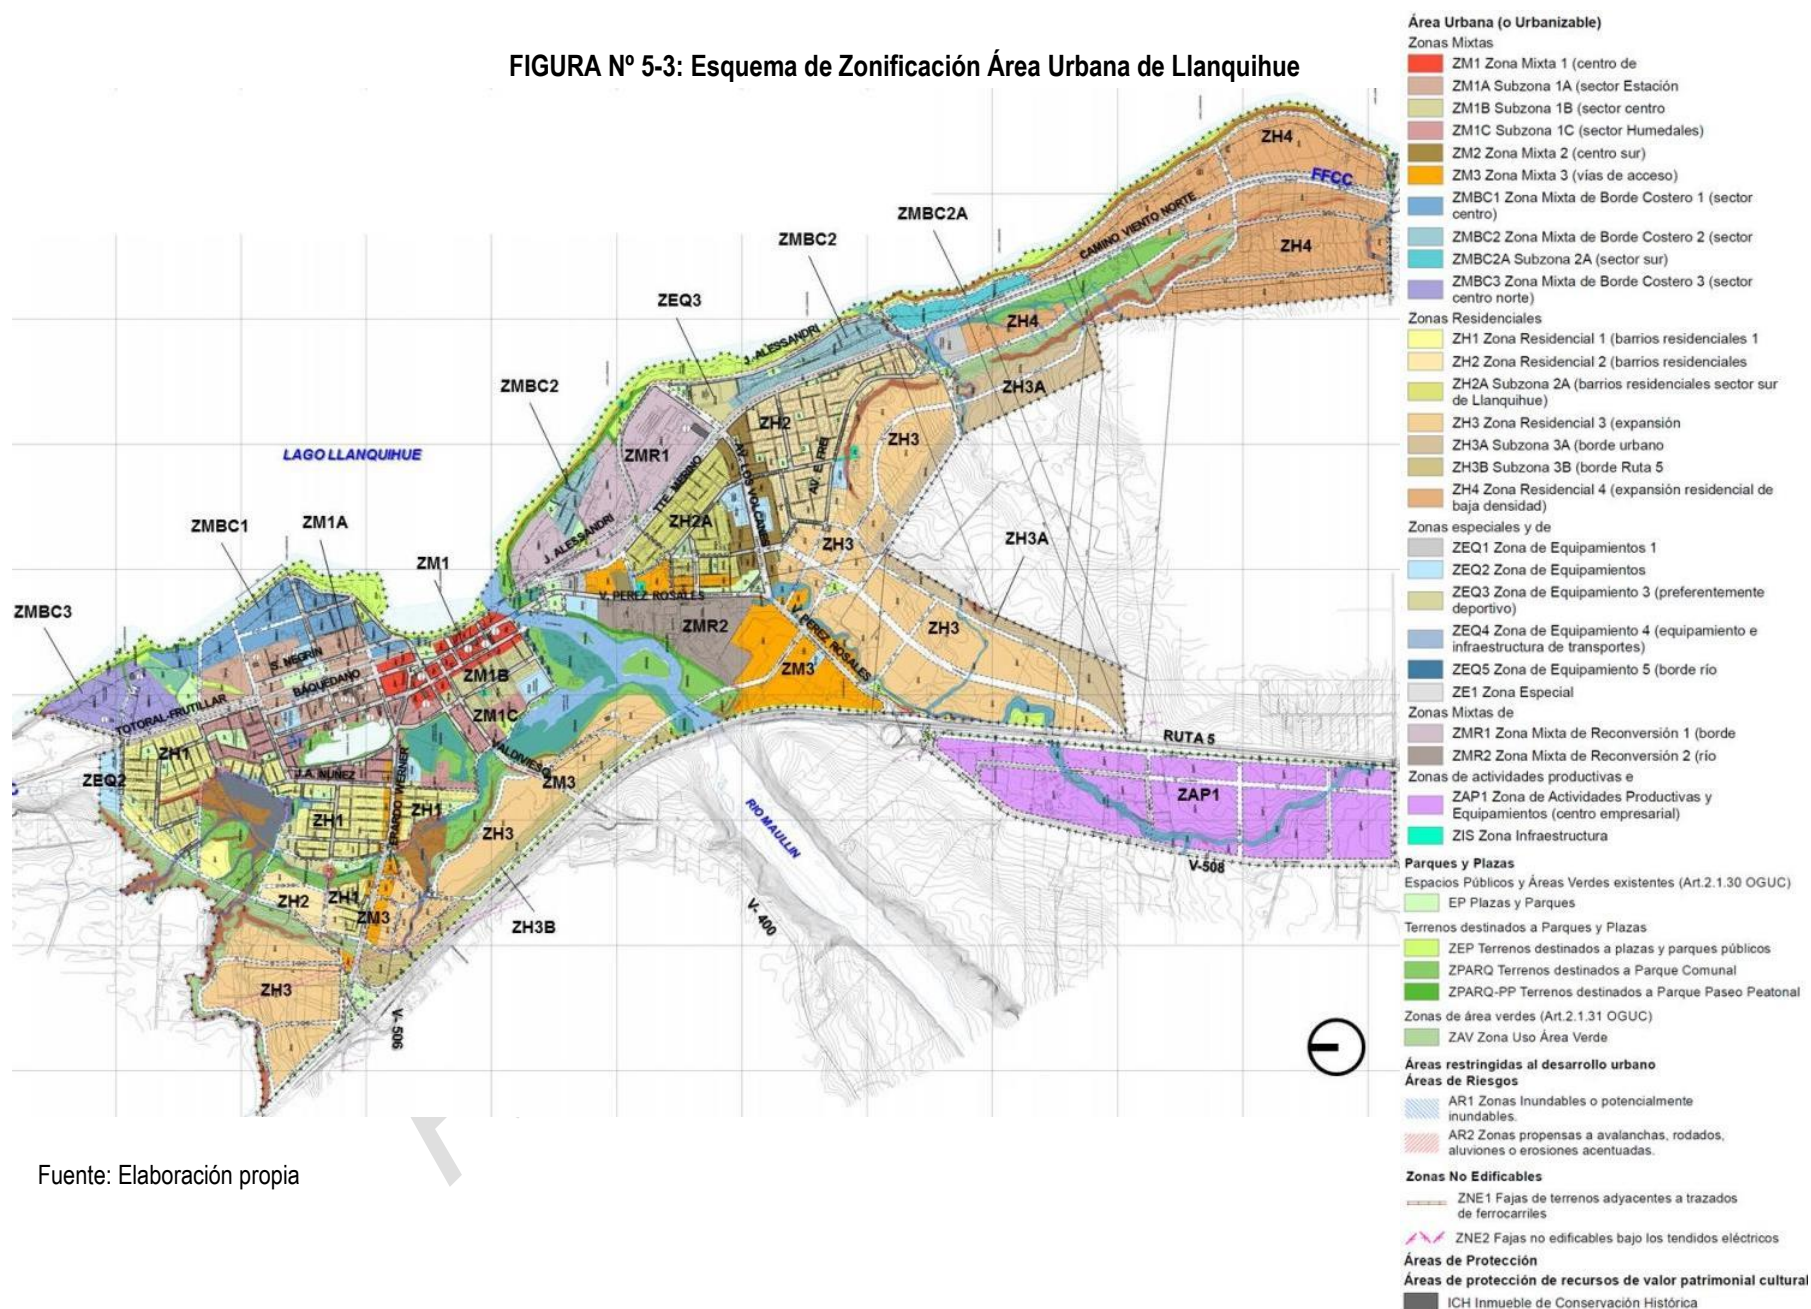 FIGURA Nº 5-3: Esquema de Zonificación Área Urbana de Llanquihue
ZH4
FFCC
ZMBC2A
CAMINO VIENTO NORTE
ZMBC2
ZH4
ZEQ3
J. ALESSANDRI
ZH4
ZMBC2
ZH3A
ZH2
ZH3
LAGO LLANQUIHUE
ZMR1
TTE. MERINO
AV. LOS VOLCANES
AV. E. FREI
ZMBC1
ZM1A
ZH2A
J. ALESSANDRI
ZH3
ZH3A
ZM1
V. PEREZ ROSALES
ZMBC3
ZMR2
V. PEREZ ROSALES
ZH3
S. NEGRIN
BAQUEDANO
ZM1B
ZM3
TOTORAL-FRUTILLAR
ZM1C
VALDIVIESO
RUTA 5
ZH1
ZEQ2
J.A. NUÑEZ
ERARDO WERNER
ZM3
ZAP1
ZH1
ZH1
ZH3
RIO MAULLIN
V-508
ZH2
ZH1
ZM3
ZH3B
V- 400
ZH3
V- 506
Fuente: Elaboración propia
Área Urbana (o Urbanizable)
Zonas Mixtas
ZM1 Zona Mixta 1 (centro de
ZM1A Subzona 1A (sector Estación
ZM1B Subzona 1B (sector centro
ZM1C Subzona 1C (sector Humedales)
ZM2 Zona Mixta 2 (centro sur)
ZM3 Zona Mixta 3 (vías de acceso)
ZMBC1 Zona Mixta de Borde Costero 1 (sector
centro)
ZMBC2 Zona Mixta de Borde Costero 2 (sector
ZMBC2A Subzona 2A (sector sur)
ZMBC3 Zona Mixta de Borde Costero 3 (sector
centro norte)
Zonas Residenciales
ZH1 Zona Residencial 1 (barrios residenciales 1
ZH2 Zona Residencial 2 (barrios residenciales
ZH2A Subzona 2A (barrios residenciales sector sur
de Llanquihue)
ZH3 Zona Residencial 3 (expansión
ZH3A Subzona 3A (borde urbano
ZH3B Subzona 3B (borde Ruta 5
ZH4 Zona Residencial 4 (expansión residencial de
baja densidad)
Zonas especiales y de
ZEQ1 Zona de Equipamientos 1
ZEQ2 Zona de Equipamientos
ZEQ3 Zona de Equipamiento 3 (preferentemente
deportivo)
ZEQ4 Zona de Equipamiento 4 (equipamiento e
infraestructura de transportes)
ZEQ5 Zona de Equipamiento 5 (borde río
ZE1 Zona Especial
Zonas Mixtas de
ZMR1 Zona Mixta de Reconversión 1 (borde
ZMR2 Zona Mixta de Reconversión 2 (río
Zonas de actividades productivas e
ZAP1 Zona de Actividades Productivas y
Equipamientos (centro empresarial)
ZIS Zona Infraestructura
Parques y Plazas
Espacios Públicos y Áreas Verdes existentes (Art.2.1.30 OGUC)
EP Plazas y Parques
Terrenos destinados a Parques y Plazas
ZEP Terrenos destinados a plazas y parques públicos
ZPARQ Terrenos destinados a Parque Comunal
ZPARQ-PP Terrenos destinados a Parque Paseo Peatonal
Zonas de área verdes (Art.2.1.31 OGUC)
ZAV Zona Uso Área Verde
Áreas restringidas al desarrollo urbano
Áreas de Riesgos
AR1 Zonas Inundables o potencialmente
inundables.
AR2 Zonas propensas a avalanchas, rodados,
aluviones o erosiones acentuadas.
Zonas No Edificables
ZNE1 Fajas de terrenos adyacentes a trazados
de ferrocarriles
ZNE2 Fajas no edificables bajo los tendidos eléctricos
Áreas de Protección
Áreas de protección de recursos de valor patrimonial cultural
ICH Inmueble de Conservación Histórica